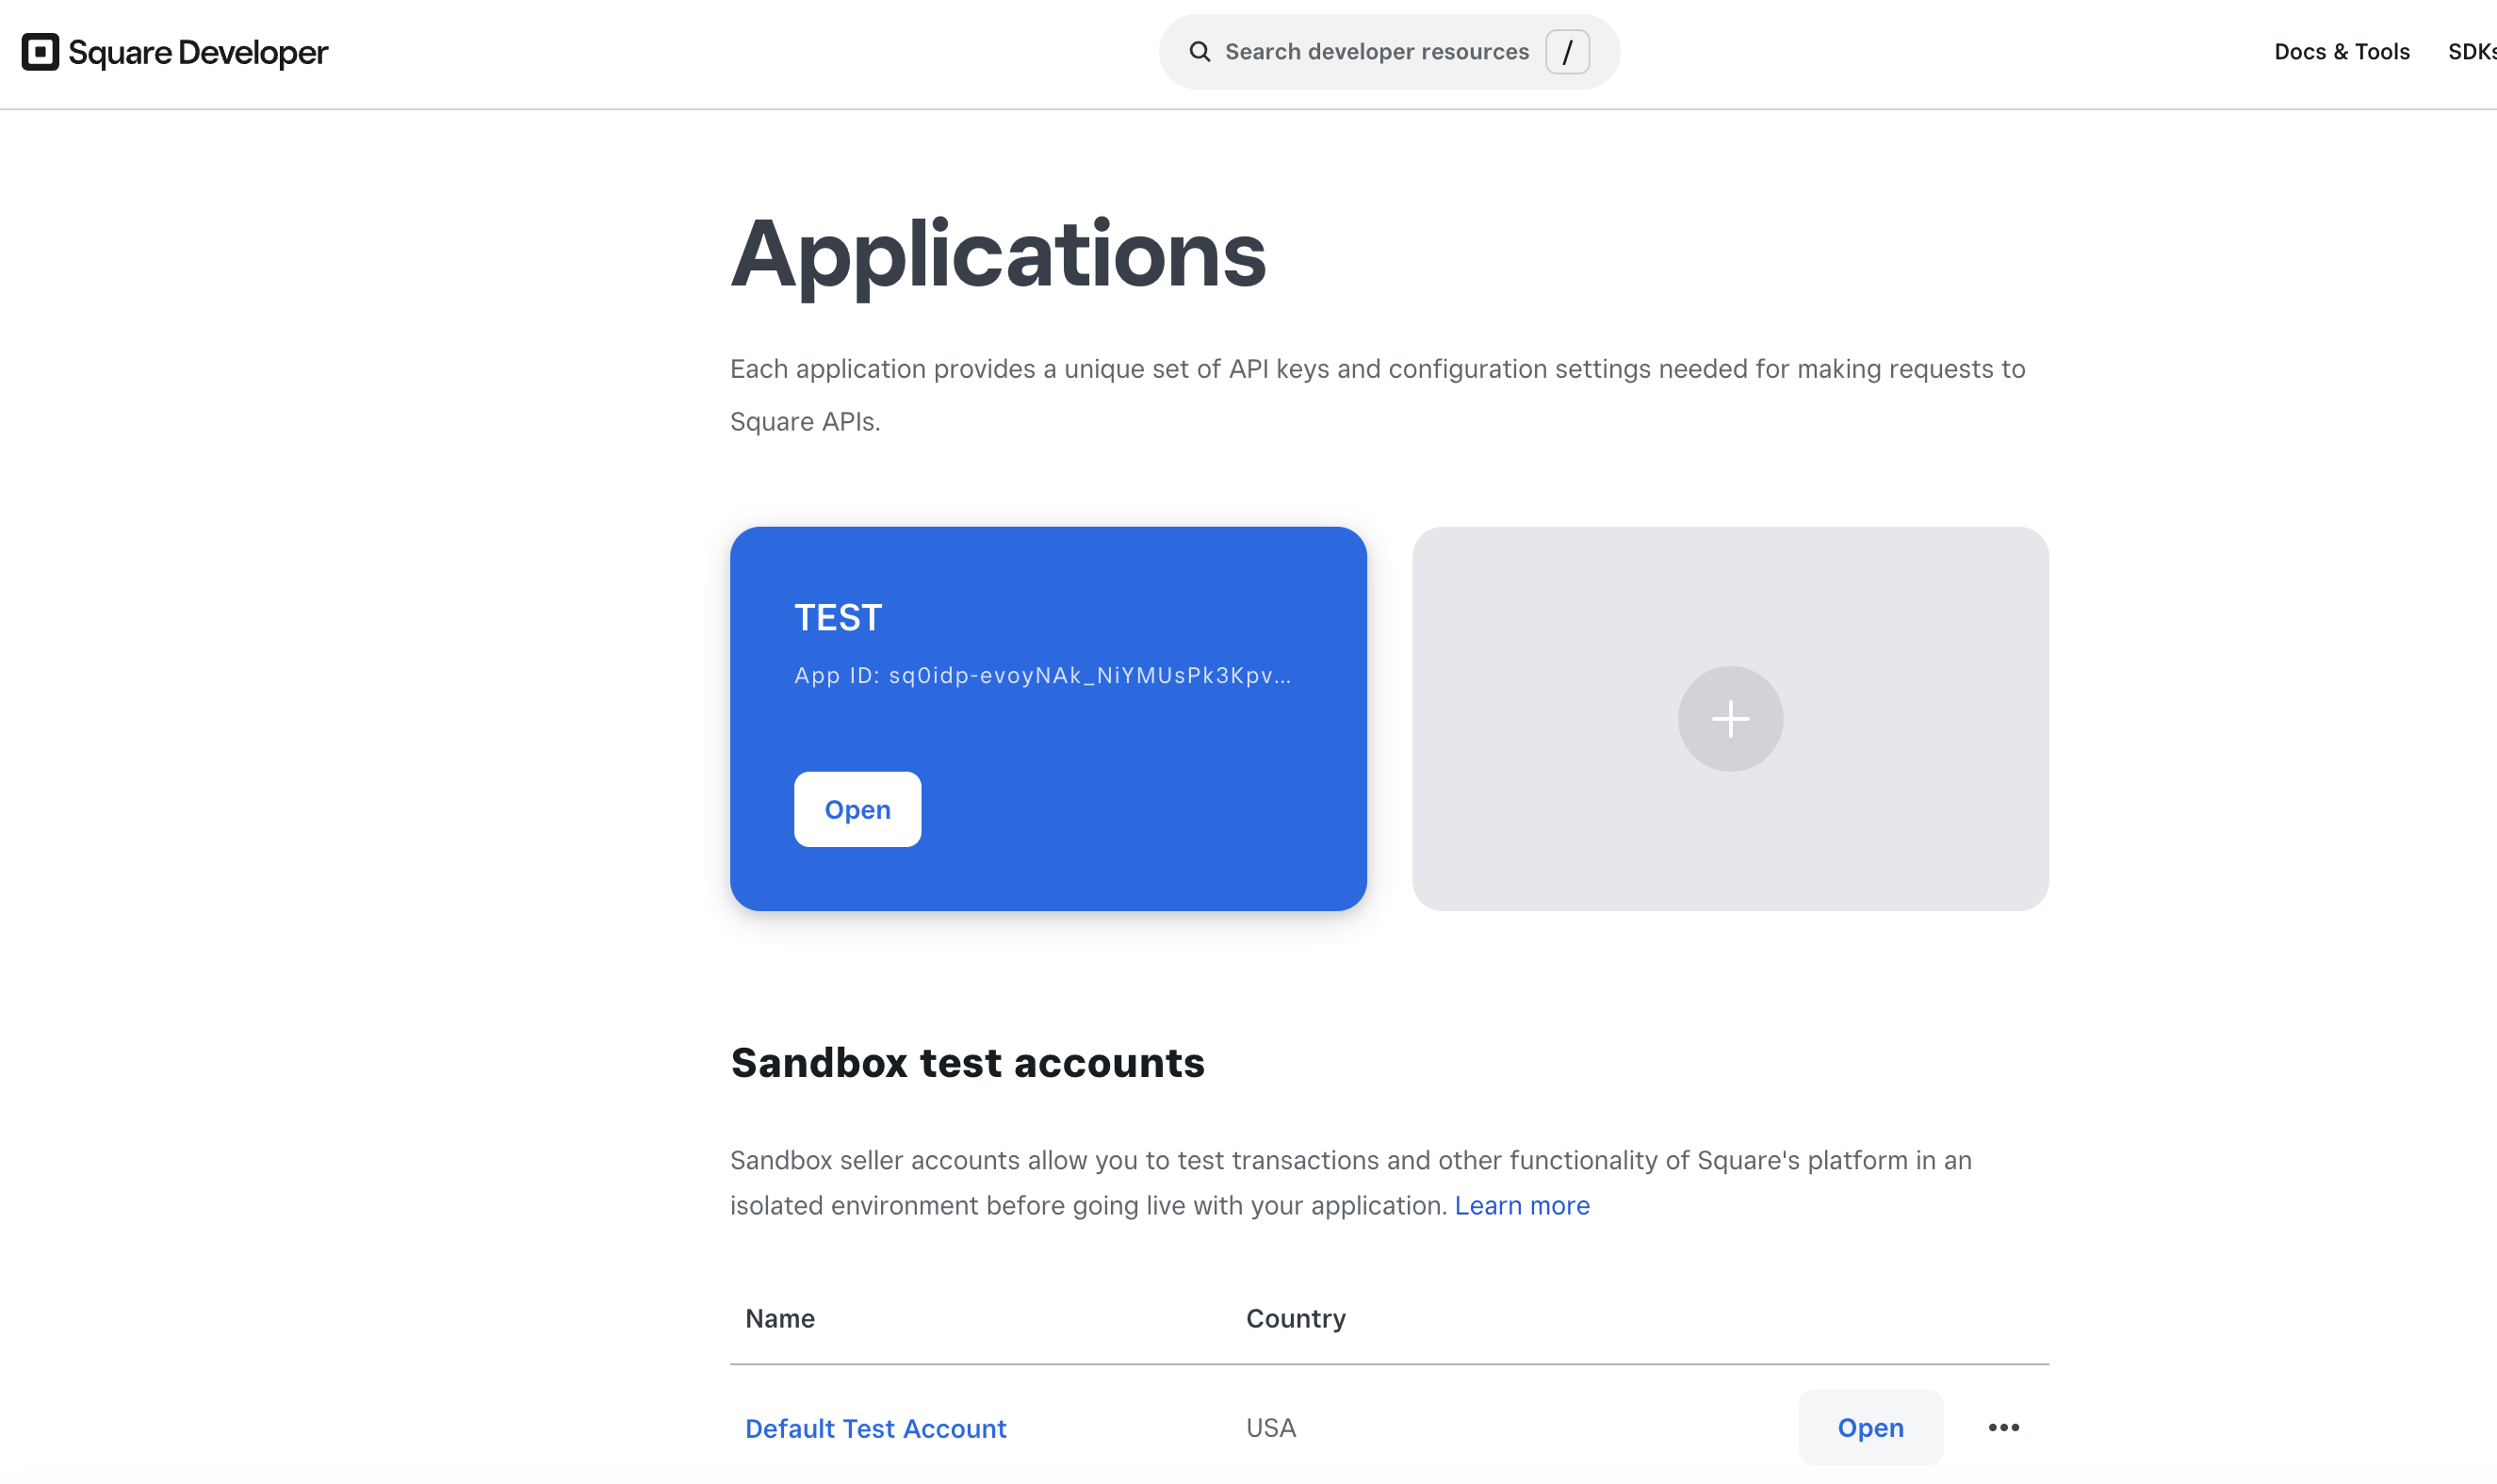 Square Developer
Search developer resources /
Docs & Tools
SDKs
Applications
Each application provides a unique set of API keys and configuration settings needed for making requests to
Square APIs.
TEST
App ID: sq0idp-evoyNAk_NiYMUsPk3Kpv...
Open
Sandbox test accounts
Sandbox seller accounts allow you to test transactions and other functionality of Square's platform in an
isolated environment before going live with your application. Learn more
Name Country
Default Test Account USA Open